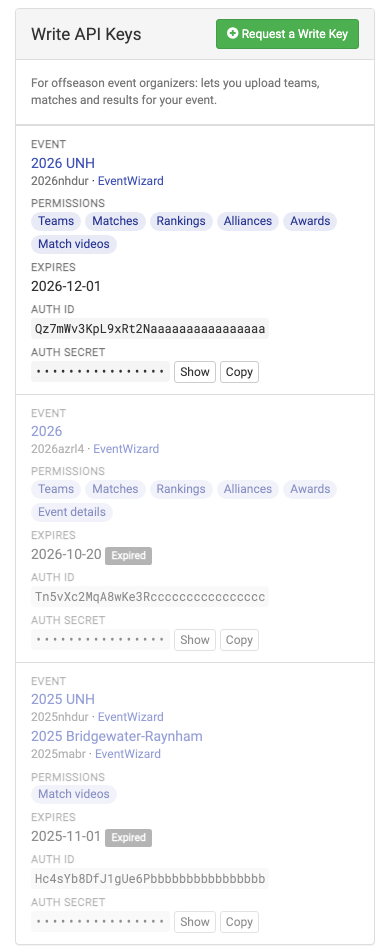 Write API Keys
Request a Write Key
For offseason event organizers: lets you upload teams,
matches and results for your event.
EVENT
2026 UNH
2026nhdur · EventWizard
PERMISSIONS
Teams Matches Rankings Alliances Awards
Match videos
EXPIRES
2026-12-01
AUTH ID
Qz7mWv3KpL9xRt2Naaaaaaaaaaaaaaaa
AUTH SECRET
•••••••••••••••• Show Copy
EVENT
2026
2026azrl4 · EventWizard
PERMISSIONS
Teams Matches Rankings Alliances Awards
Event details
EXPIRES
2026-10-20 Expired
AUTH ID
Tn5vXc2MqA8wKe3Rcccccccccccccccc
AUTH SECRET
•••••••••••••••• Show Copy
EVENT
2025 UNH
2025nhdur · EventWizard
2025 Bridgewater-Raynham
2025mabr · EventWizard
PERMISSIONS
Match videos
EXPIRES
2025-11-01 Expired
AUTH ID
Hc4sYb8DfJ1gUe6Pbbbbbbbbbbbbbbbb
AUTH SECRET
•••••••••••••••• Show Copy